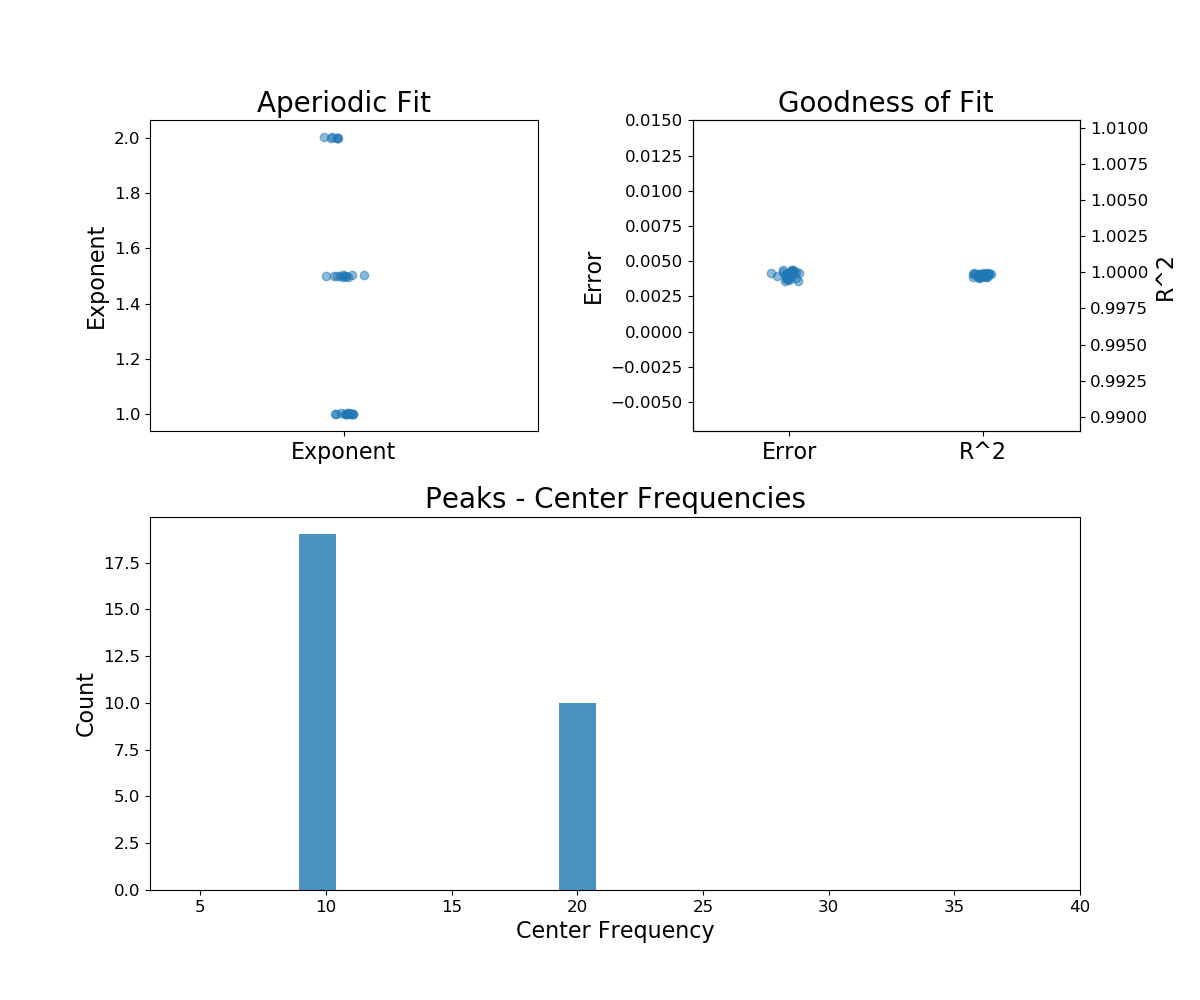 Aperiodic Fit
2.0
1.8
1.6
1.4
1.2
1.0
Exponent
Exponent
Goodness of Fit
0.0150
0.0125
0.0100
0.0075
0.0050
0.0025
0.0000
−0.0025
−0.0050
Error
1.0100
1.0075
1.0050
1.0025
1.0000
0.9975
0.9950
0.9925
0.9900
R^2
Error R^2
Peaks - Center Frequencies
17.5
15.0
12.5
10.0
7.5
5.0
2.5
0.0
Count
5 10 15 20 25 30 35 40
Center Frequency